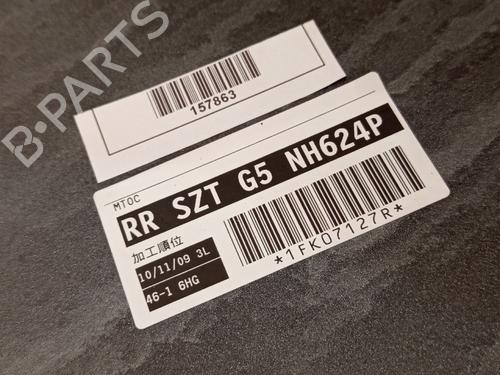 B-PARTS
157863
MTOC
RR SZT G5 NH624P
加工順位
10/11/09 3L
46-1 6HG
*1FK07127R*